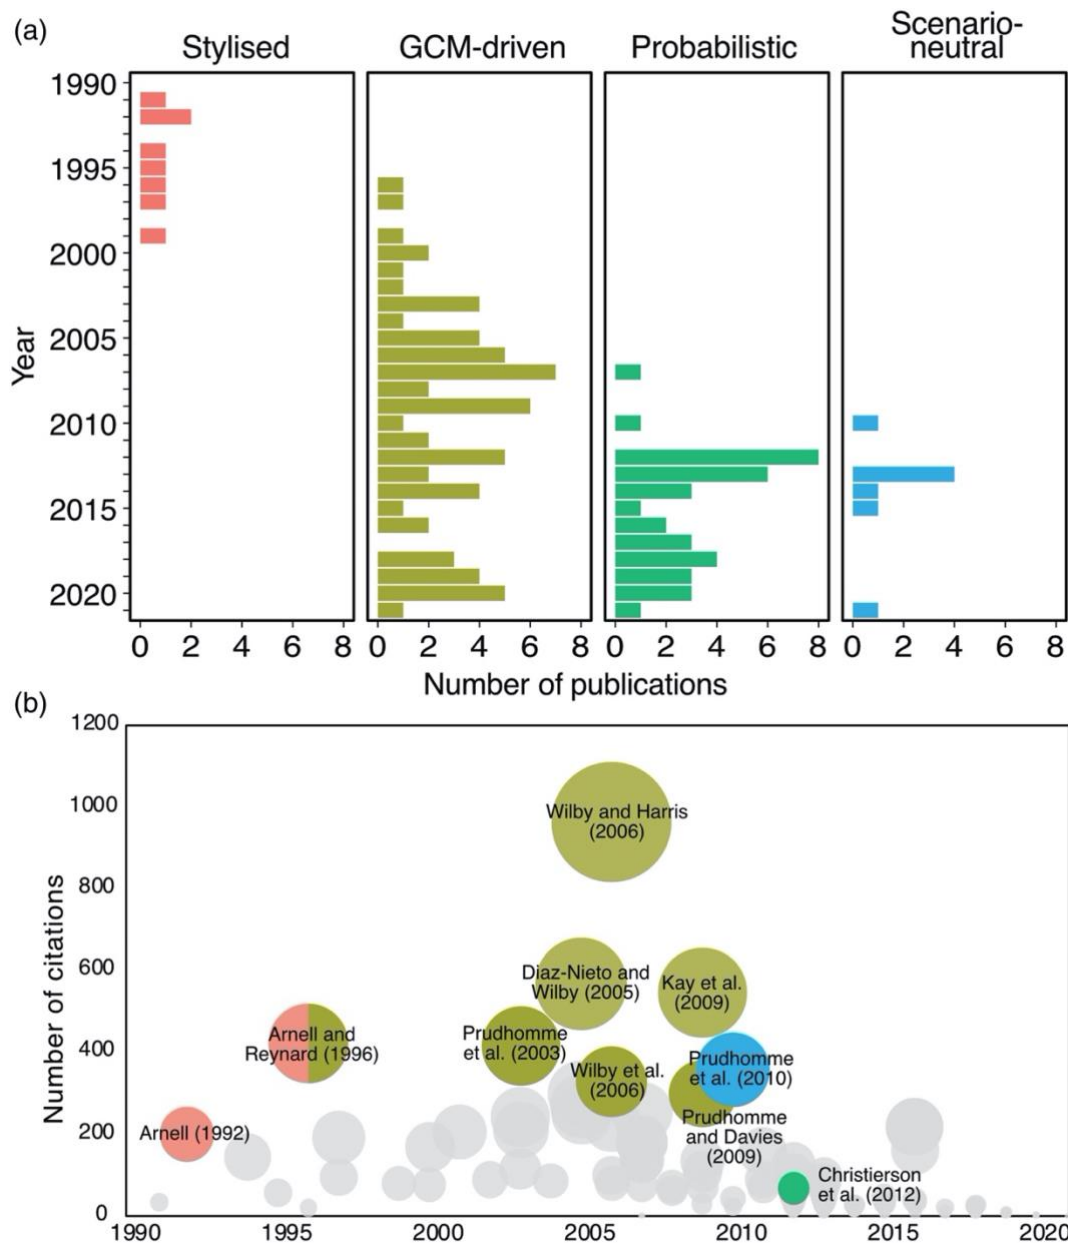 (a)
Stylised
GCM-driven
Probabilistic
Scenario-
neutral
Year
1990
1995
2000
2005
2010
2015
2020
0 2 4 6 8
0 2 4 6 8
0 2 4 6 8
0 2 4 6 8
Number of publications
(b)
Number of citations
1200
1000
800
600
400
200
0
Wilby and Harris
(2006)
Diaz-Nieto and
Wilby (2005)
Kay et al.
(2009)
Arnell and
Reynard (1996)
Prudhomme
et al. (2003)
Wilby et al.
(2006)
Prudhomme
et al. (2010)
Arnell (1992)
Prudhomme
and Davies
(2009)
Christierson
et al. (2012)
1990 1995 2000 2005 2010 2015 2020